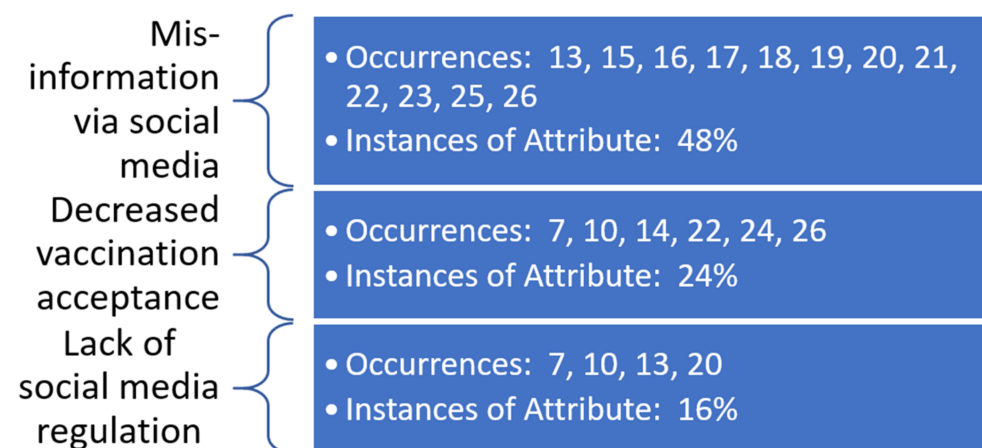 Mis-
information
via social
media
• Occurrences: 13, 15, 16, 17, 18, 19, 20, 21,
22, 23, 25, 26
• Instances of Attribute: 48%
Decreased
vaccination
acceptance
• Occurrences: 7, 10, 14, 22, 24, 26
• Instances of Attribute: 24%
Lack of
social media
regulation
• Occurrences: 7, 10, 13, 20
• Instances of Attribute: 16%